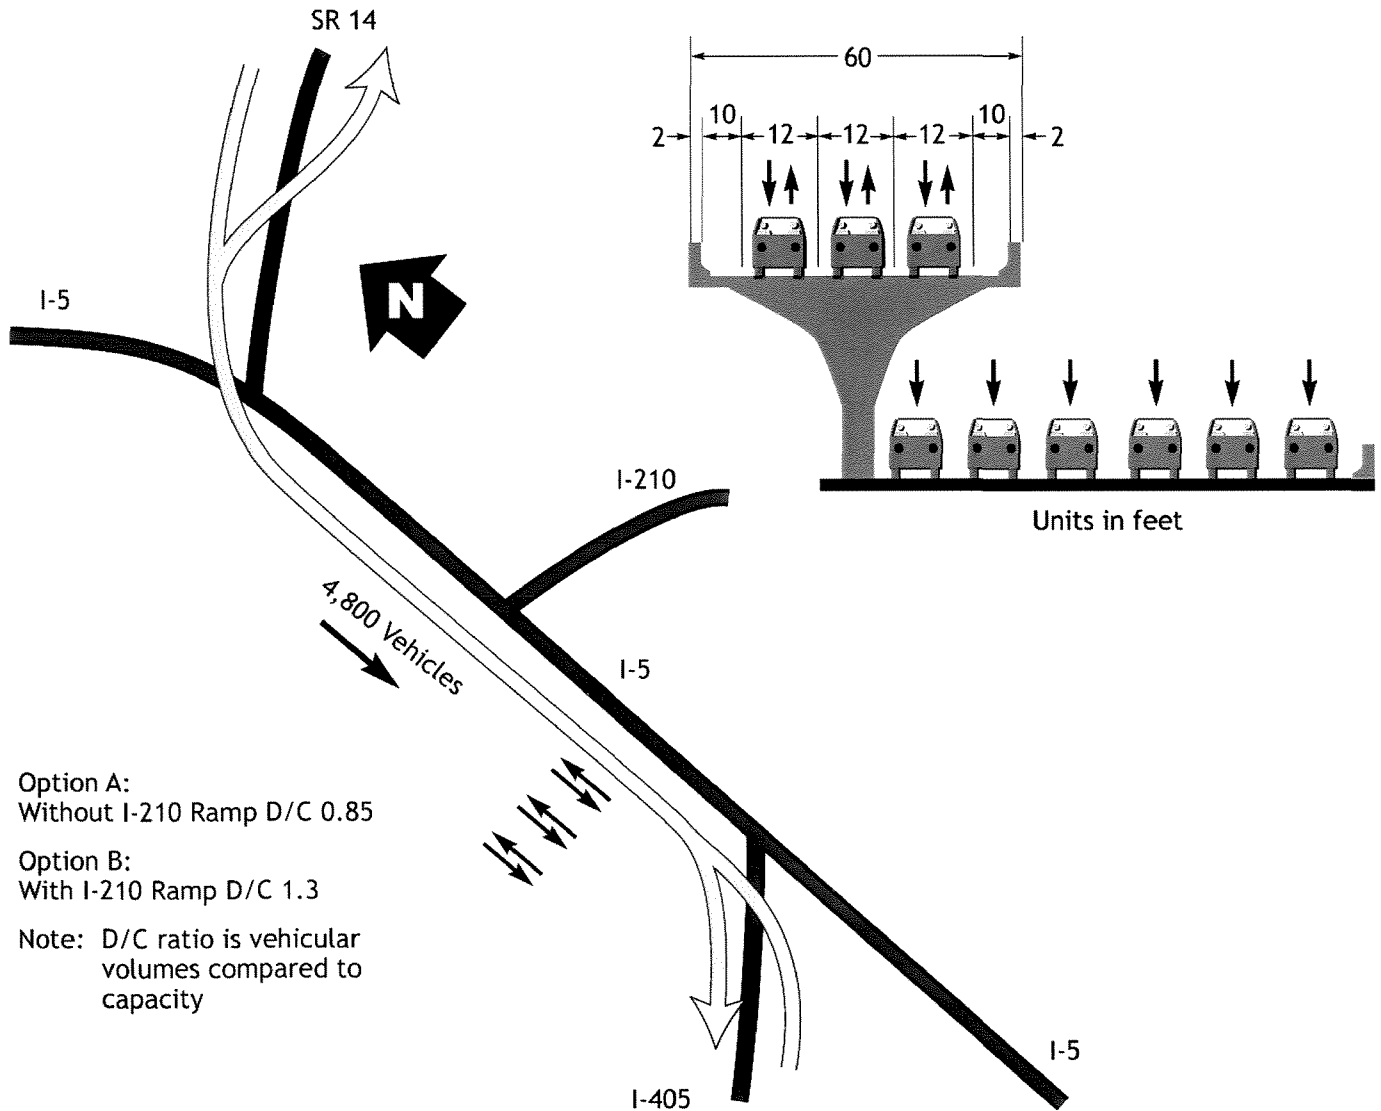 SR 14
60
10
10
2
12
12
12
2
N
I-5
I-210
Units in feet
4,800 Vehicles
I-5
Option A:
Without I-210 Ramp D/C 0.85
Option B:
With I-210 Ramp D/C 1.3
Note: D/C ratio is vehicular
volumes compared to
capacity
I-5
I-405